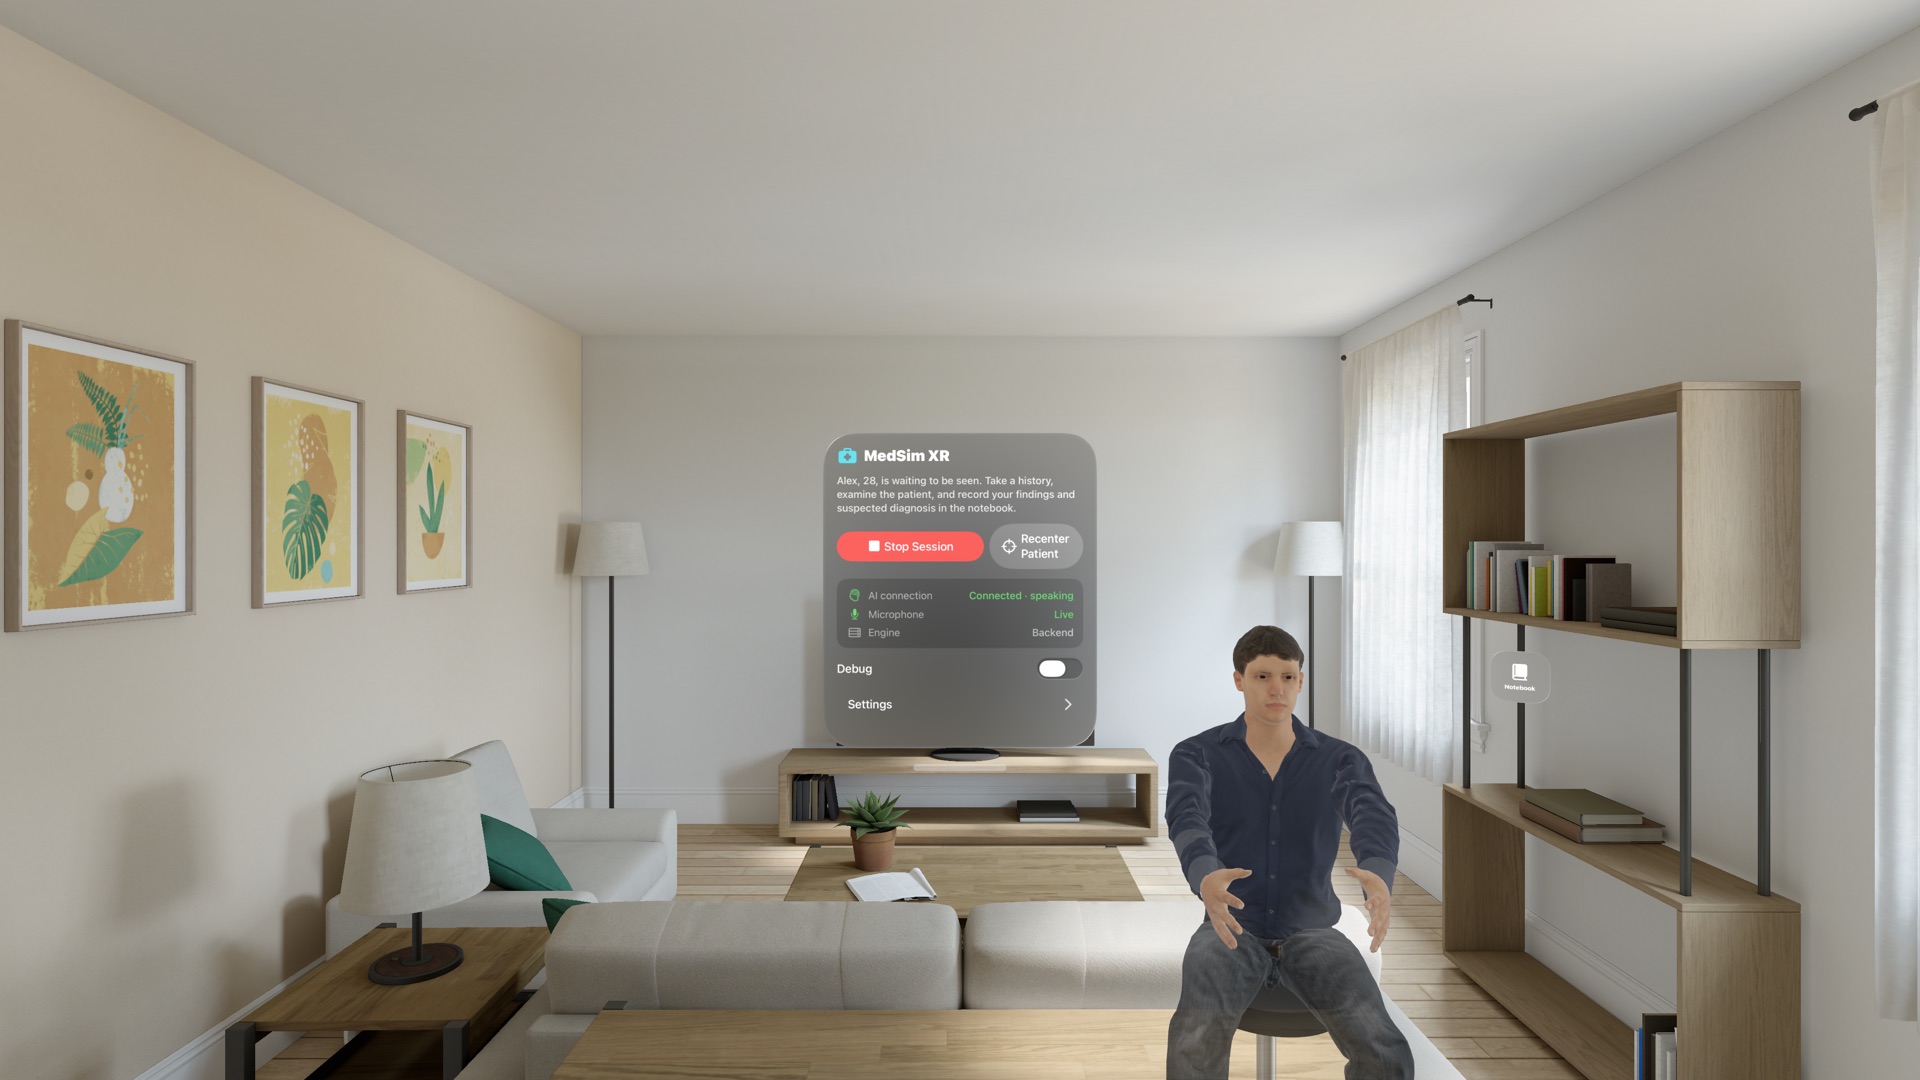 MedSim XR
Alex, 28, is waiting to be seen. Take a history,
examine the patient, and record your findings and
suspected diagnosis in the notebook.
Stop Session
Recenter
Patient
AI connection Connected · speaking
Microphone Live
Engine Backend
Debug
Settings
Notebook